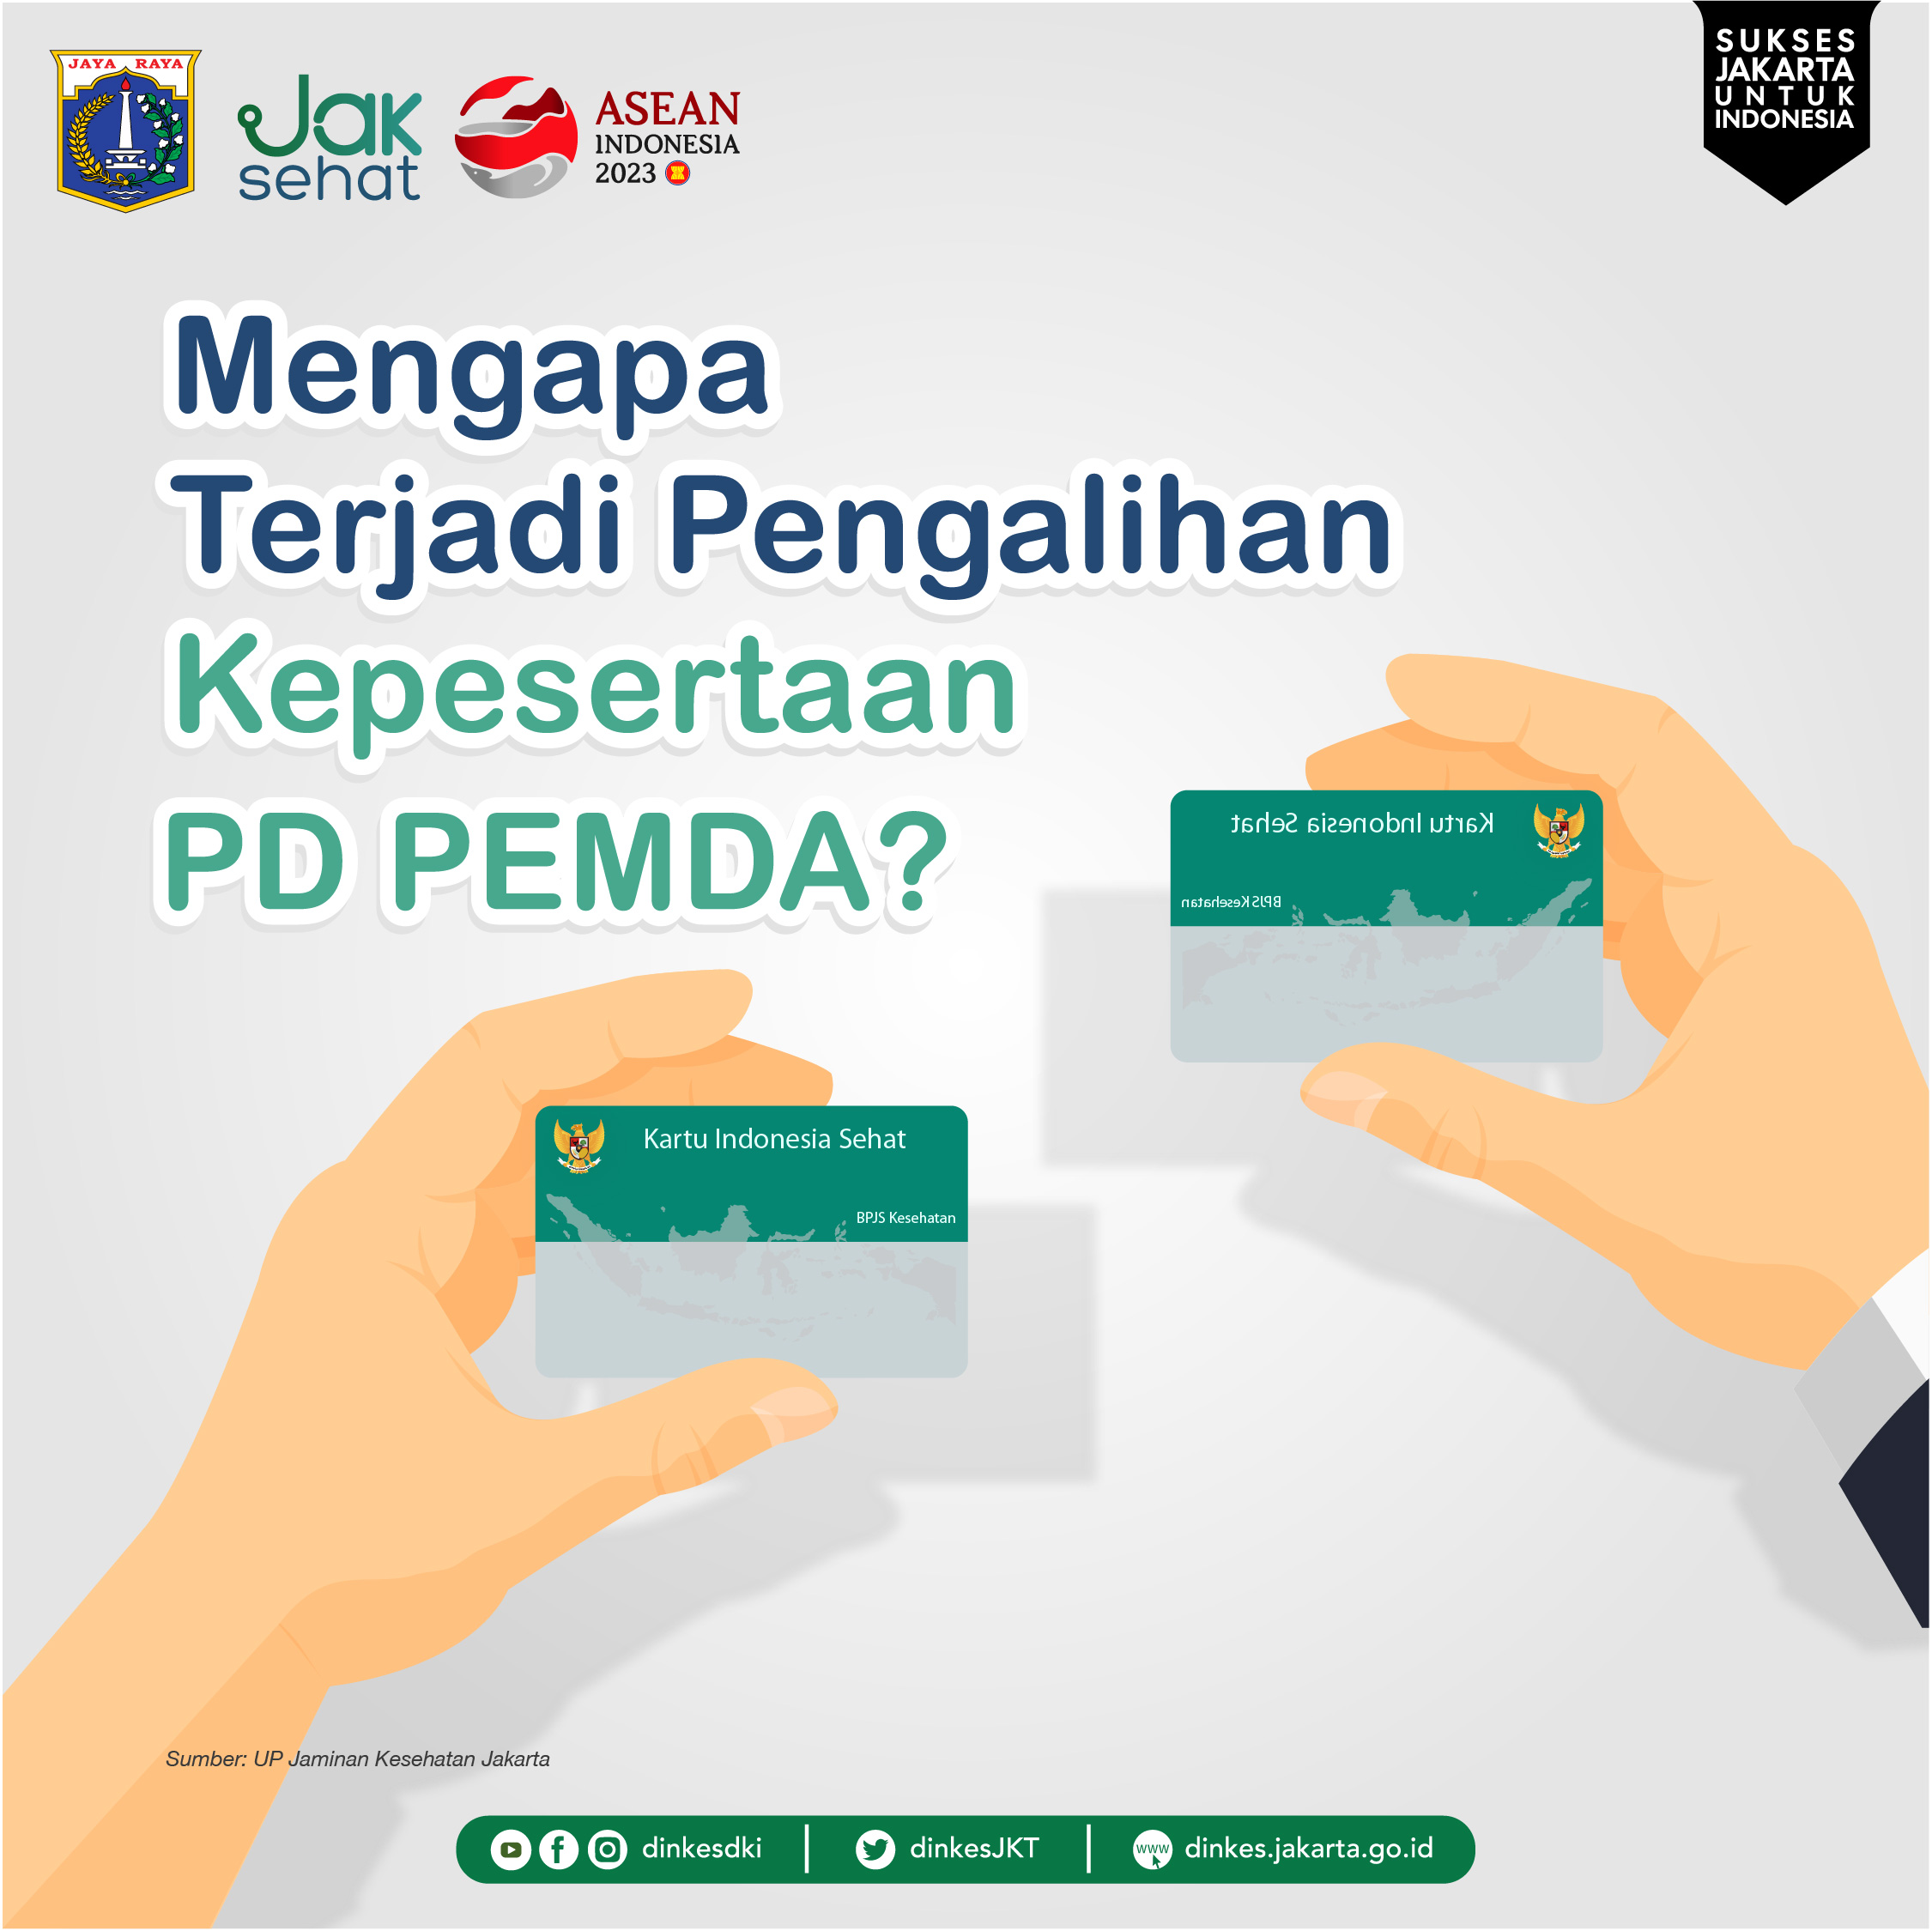 JAYA RAYA
Jak
sehat
ASEAN
INDONESIA
2023
SUKSES
JAKARTA
UNTUK
INDONESIA
Mengapa
Terjadi Pengalihan
Kepesertaan
PD PEMDA?
Kartu Indonesia Sehat
BPJS Kesehatan
Kartu Indonesia Sehat
BPJS Kesehatan
Sumber: UP Jaminan Kesehatan Jakarta
dinkesdki
dinkesJKT
www
dinkes.jakarta.go.id